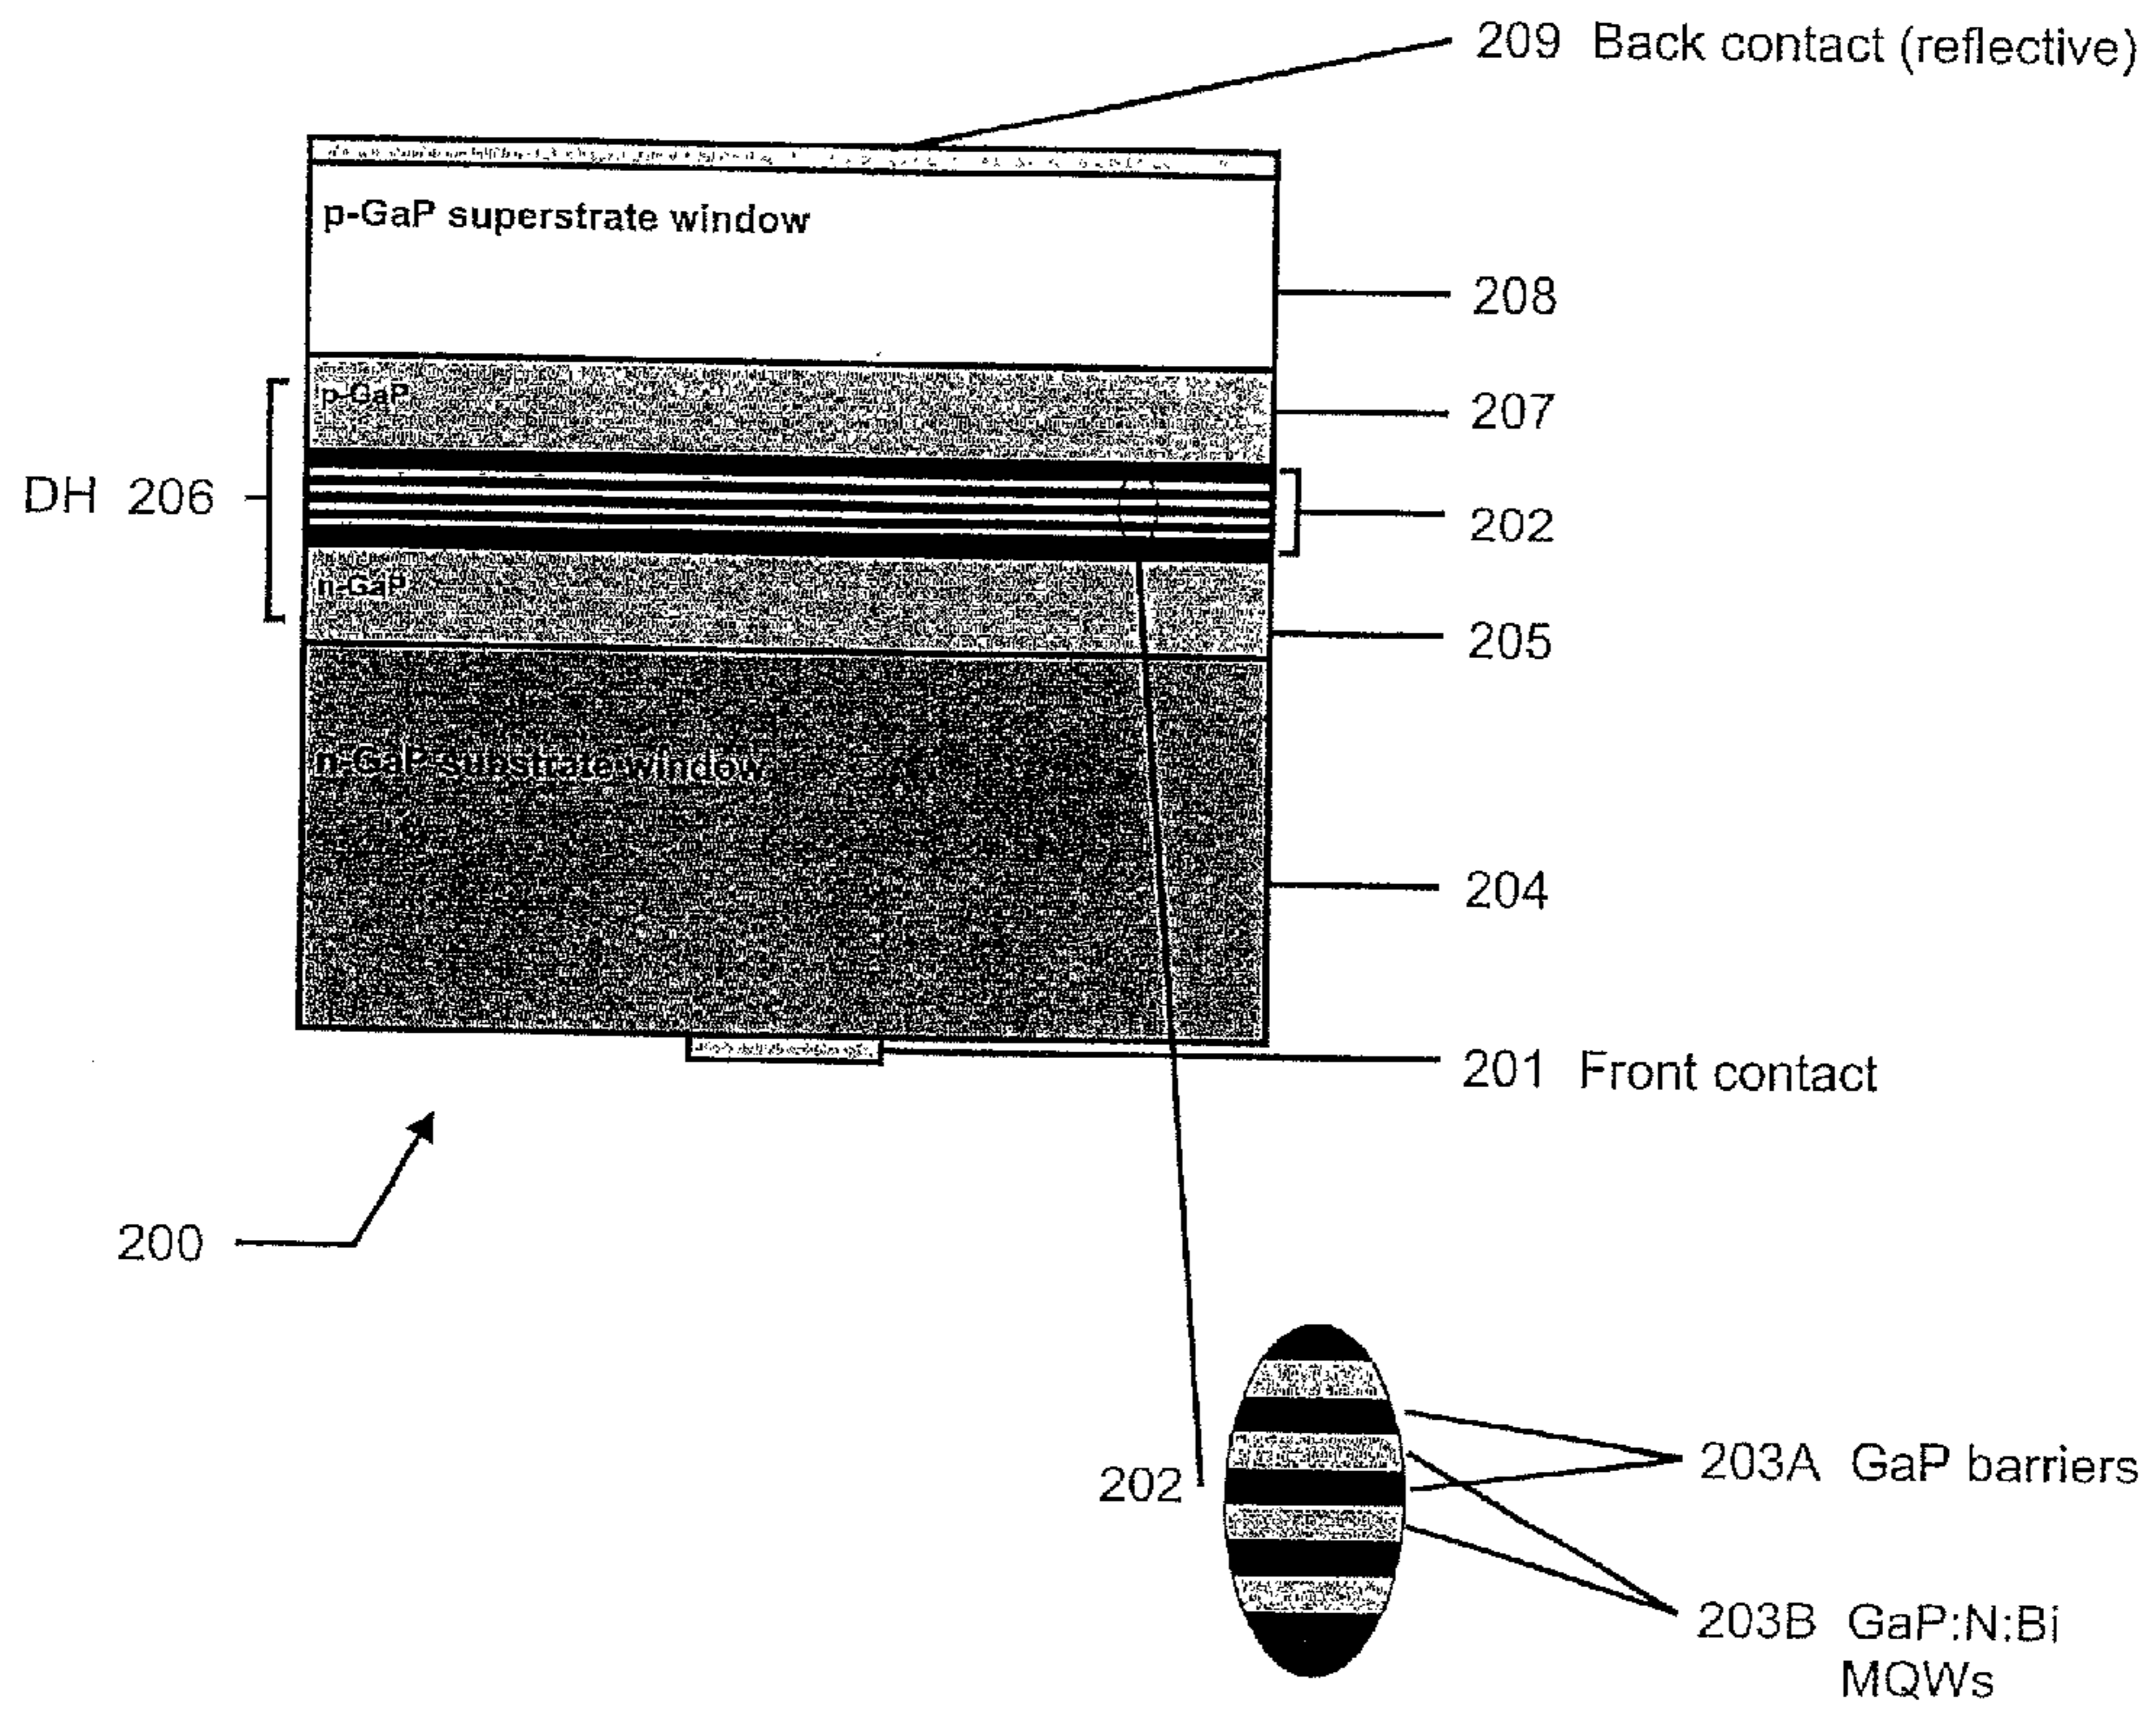 209 Back contact (reflective)
p-GaP superstrate window
208
p-GaP
207
DH 206
202
n-GaP
205
n-GaP substrate window
204
201 Front contact
200
202
203A GaP barriers
203B GaP:N:Bi
MQWs